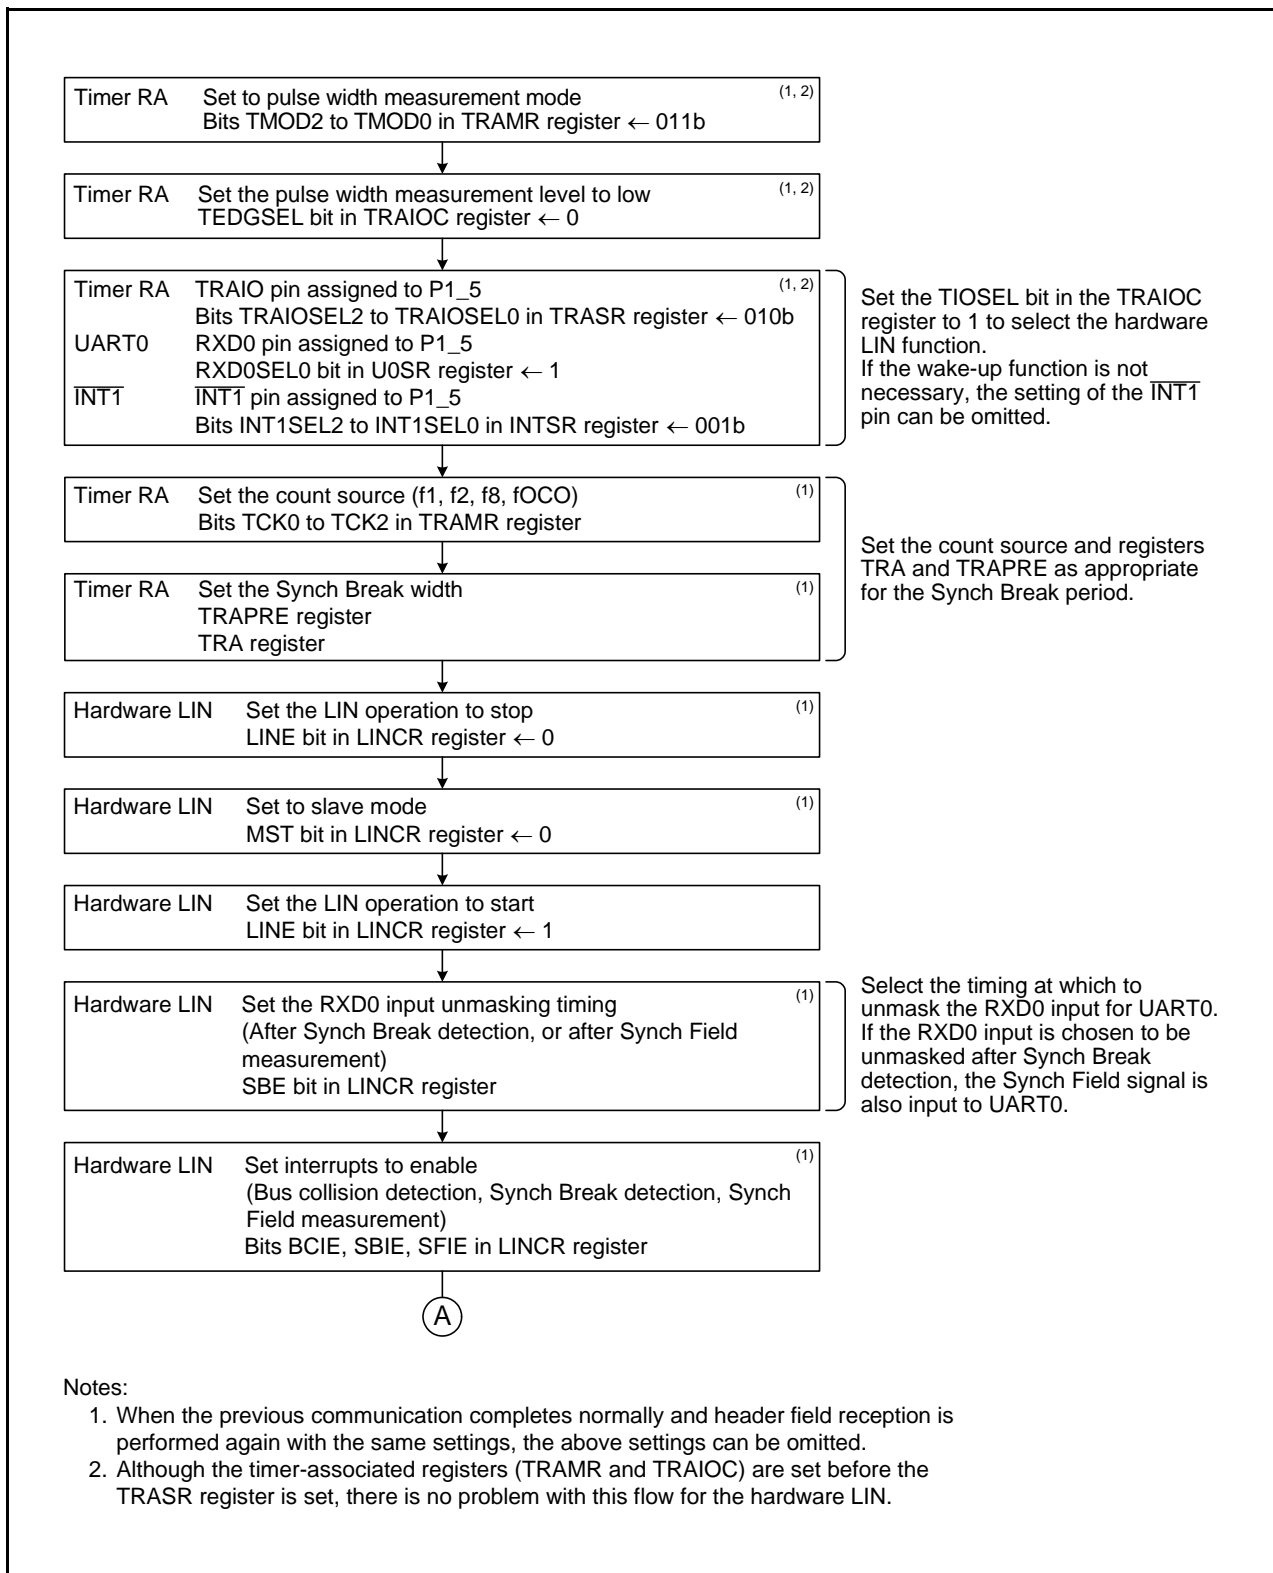 Timer RA Set to pulse width measurement mode (1, 2)
Bits TMOD2 to TMOD0 in TRAMR register ← 011b
Timer RA Set the pulse width measurement level to low (1, 2)
TEDGSEL bit in TRAIOC register ← 0
Timer RA TRAIO pin assigned to P1_5 (1, 2)
Bits TRAIOSEL2 to TRAIOSEL0 in TRASR register ← 010b
UART0 RXD0 pin assigned to P1_5
RXD0SEL0 bit in U0SR register ← 1
INT1 INT1 pin assigned to P1_5
Bits INT1SEL2 to INT1SEL0 in INTSR register ← 001b
Set the TIOSEL bit in the TRAIOC
register to 1 to select the hardware
LIN function.
If the wake-up function is not
necessary, the setting of the INT1
pin can be omitted.
Timer RA Set the count source (f1, f2, f8, fOCO) (1)
Bits TCK0 to TCK2 in TRAMR register
Timer RA Set the Synch Break width (1)
TRAPRE register
TRA register
Set the count source and registers
TRA and TRAPRE as appropriate
for the Synch Break period.
Hardware LIN Set the LIN operation to stop (1)
LINE bit in LINCR register ← 0
Hardware LIN Set to slave mode (1)
MST bit in LINCR register ← 0
Hardware LIN Set the LIN operation to start
LINE bit in LINCR register ← 1
Hardware LIN Set the RXD0 input unmasking timing (1)
(After Synch Break detection, or after Synch Field
measurement)
SBE bit in LINCR register
Select the timing at which to
unmask the RXD0 input for UART0.
If the RXD0 input is chosen to be
unmasked after Synch Break
detection, the Synch Field signal is
also input to UART0.
Hardware LIN Set interrupts to enable (1)
(Bus collision detection, Synch Break detection, Synch
Field measurement)
Bits BCIE, SBIE, SFIE in LINCR register
A
Notes:
1. When the previous communication completes normally and header field reception is
performed again with the same settings, the above settings can be omitted.
2. Although the timer-associated registers (TRAMR and TRAIOC) are set before the
TRASR register is set, there is no problem with this flow for the hardware LIN.